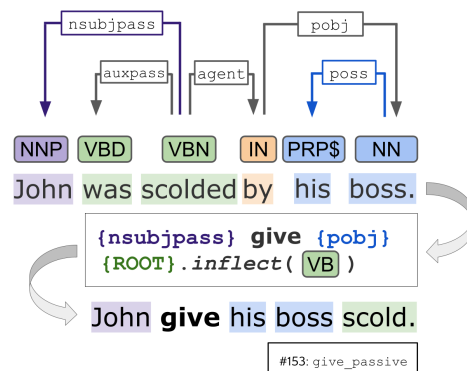 nsubjpass pobj
auxpass agent poss
NNP VBD VBN IN PRP$ NN
John was scolded by his boss.
{nsubjpass} give {pobj}
{ROOT}.inflect( VB )
John give his boss scold.
#153: give_passive